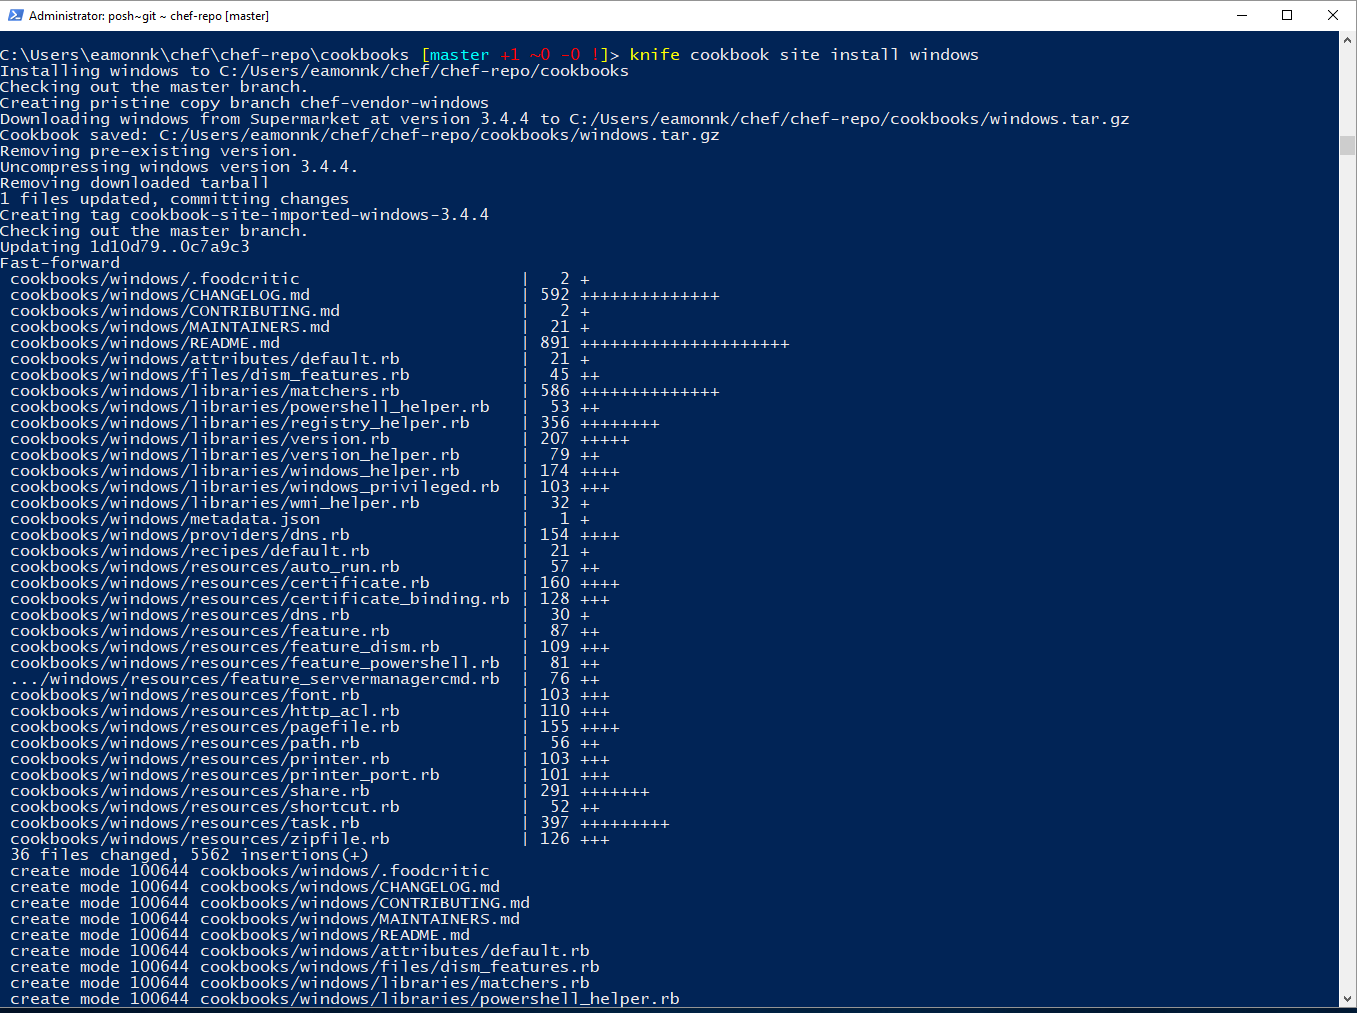 Administrator: posh~git ~ chef-repo [master]
C:\Users\eamonnk\chef\chef-repo\cookbooks [master +1 ~0 -0 !]> knife cookbook site install windows
Installing windows to C:/Users/eamonnk/chef/chef-repo/cookbooks
Checking out the master branch.
Creating pristine copy branch chef-vendor-windows
Downloading windows from Supermarket at version 3.4.4 to C:/Users/eamonnk/chef/chef-repo/cookbooks/windows.tar.gz
Cookbook saved: C:/Users/eamonnk/chef/chef-repo/cookbooks/windows.tar.gz
Removing pre-existing version.
Uncompressing windows version 3.4.4.
Removing downloaded tarball
1 files updated, committing changes
Creating tag cookbook-site-imported-windows-3.4.4
Checking out the master branch.
Updating 1d10d79..0c7a9c3
Fast-forward
 cookbooks/windows/.foodcritic                      |   2 +
 cookbooks/windows/CHANGELOG.md                     | 592 ++++++++++++++
 cookbooks/windows/CONTRIBUTING.md                  |   2 +
 cookbooks/windows/MAINTAINERS.md                   |  21 +
 cookbooks/windows/README.md                        | 891 +++++++++++++++++++++
 cookbooks/windows/attributes/default.rb            |  21 +
 cookbooks/windows/files/dism_features.rb           |  45 ++
 cookbooks/windows/libraries/matchers.rb            | 586 ++++++++++++++
 cookbooks/windows/libraries/powershell_helper.rb   |  53 ++
 cookbooks/windows/libraries/registry_helper.rb     | 356 ++++++++
 cookbooks/windows/libraries/version.rb             | 207 +++++
 cookbooks/windows/libraries/version_helper.rb      |  79 ++
 cookbooks/windows/libraries/windows_helper.rb      | 174 ++++
 cookbooks/windows/libraries/windows_privileged.rb  | 103 +++
 cookbooks/windows/libraries/wmi_helper.rb          |  32 +
 cookbooks/windows/metadata.json                    |   1 +
 cookbooks/windows/providers/dns.rb                 | 154 ++++
 cookbooks/windows/recipes/default.rb               |  21 +
 cookbooks/windows/resources/auto_run.rb            |  57 ++
 cookbooks/windows/resources/certificate.rb         | 160 ++++
 cookbooks/windows/resources/certificate_binding.rb | 128 +++
 cookbooks/windows/resources/dns.rb                 |  30 +
 cookbooks/windows/resources/feature.rb             |  87 ++
 cookbooks/windows/resources/feature_dism.rb        | 109 +++
 cookbooks/windows/resources/feature_powershell.rb  |  81 ++
 .../windows/resources/feature_servermanagercmd.rb  |  76 ++
 cookbooks/windows/resources/font.rb                | 103 +++
 cookbooks/windows/resources/http_acl.rb            | 110 +++
 cookbooks/windows/resources/pagefile.rb            | 155 ++++
 cookbooks/windows/resources/path.rb                |  56 ++
 cookbooks/windows/resources/printer.rb             | 103 +++
 cookbooks/windows/resources/printer_port.rb        | 101 +++
 cookbooks/windows/resources/share.rb               | 291 +++++++
 cookbooks/windows/resources/shortcut.rb            |  52 ++
 cookbooks/windows/resources/task.rb                | 397 +++++++++
 cookbooks/windows/resources/zipfile.rb             | 126 +++
 36 files changed, 5562 insertions(+)
 create mode 100644 cookbooks/windows/.foodcritic
 create mode 100644 cookbooks/windows/CHANGELOG.md
 create mode 100644 cookbooks/windows/CONTRIBUTING.md
 create mode 100644 cookbooks/windows/MAINTAINERS.md
 create mode 100644 cookbooks/windows/README.md
 create mode 100644 cookbooks/windows/attributes/default.rb
 create mode 100644 cookbooks/windows/files/dism_features.rb
 create mode 100644 cookbooks/windows/libraries/matchers.rb
 create mode 100644 cookbooks/windows/libraries/powershell_helper.rb